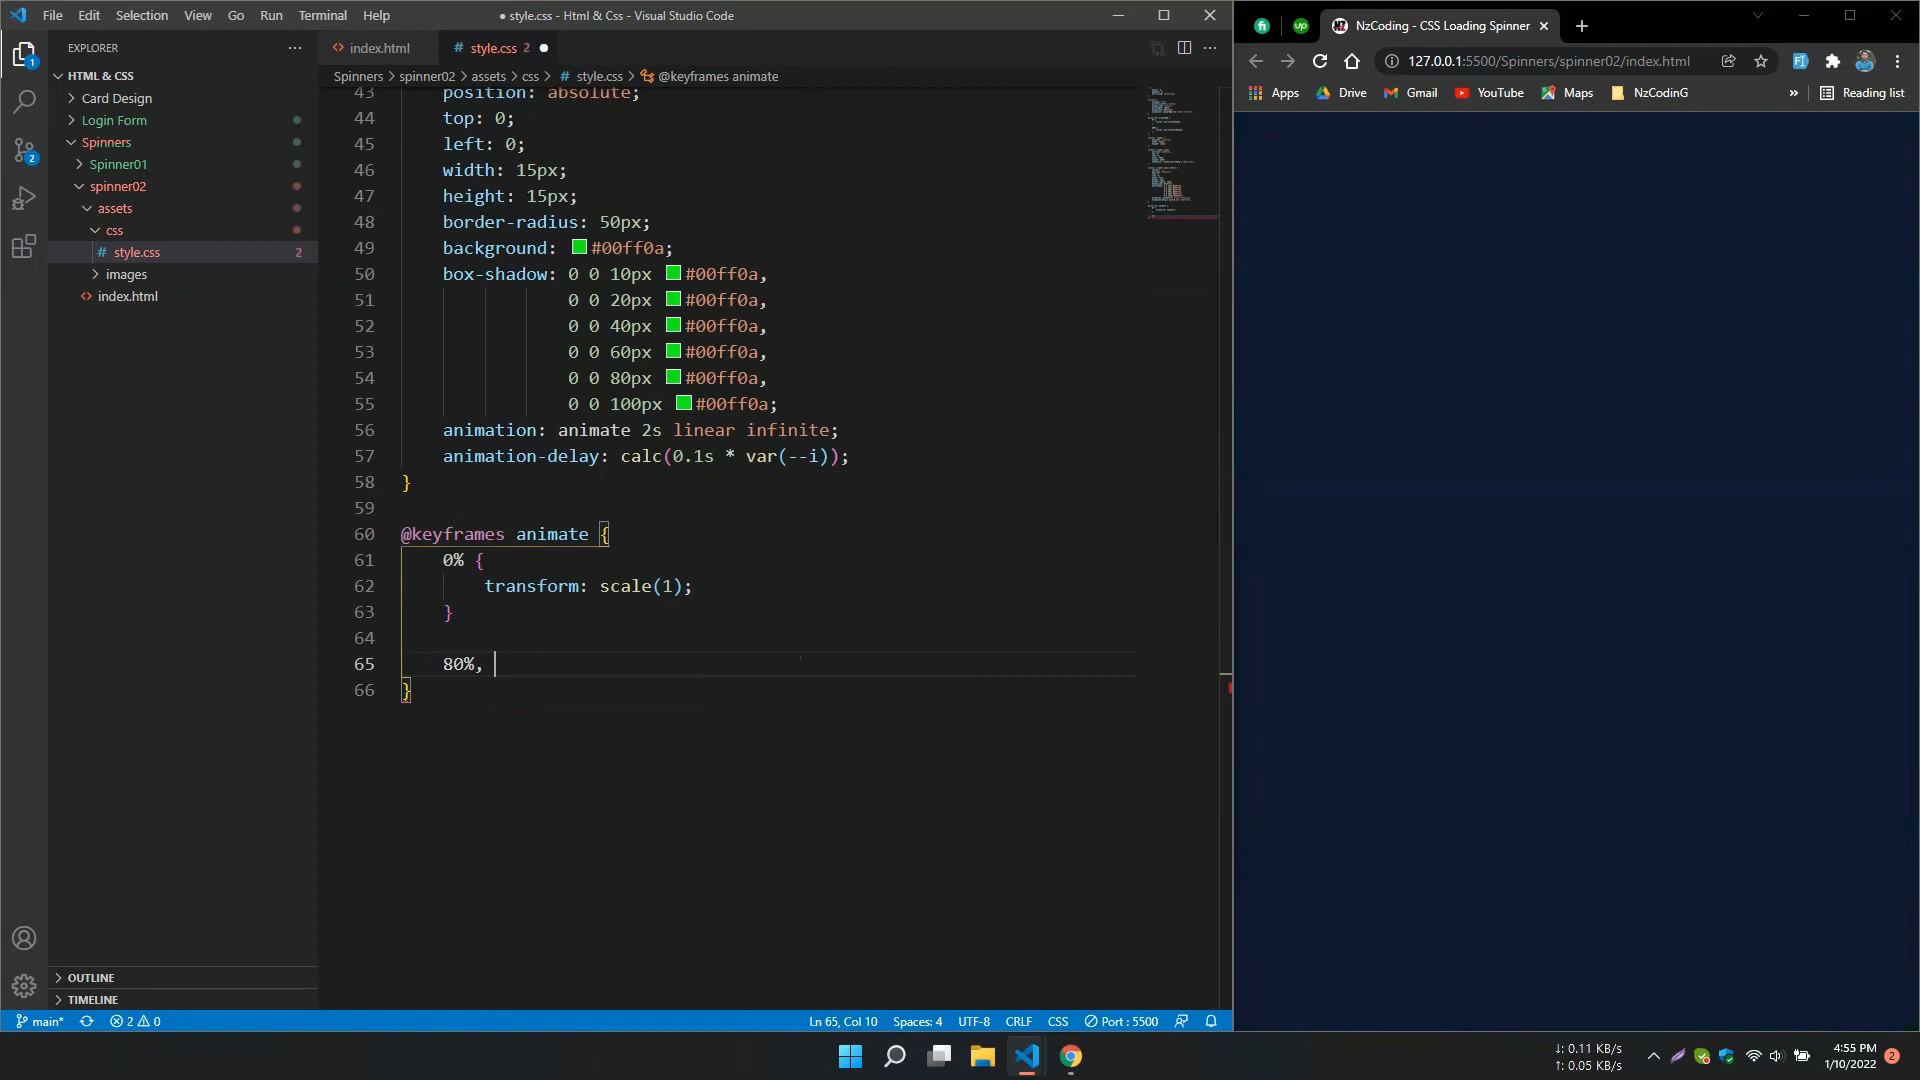 File Edit Selection View Go Run Terminal Help
● style.css - Html & Css - Visual Studio Code
NzCoding - CSS Loading Spinner
127.0.0.1:5500/Spinners/spinner02/index.html
Apps Drive Gmail YouTube Maps NzCodinG » Reading list
EXPLORER
HTML & CSS
Card Design
Login Form
Spinners
Spinner01
spinner02
assets
css
# style.css 2
images
<> index.html
OUTLINE
TIMELINE
<> index.html
# style.css 2
Spinners > spinner02 > assets > css > # style.css > @keyframes animate
43 position: absolute;
44 top: 0;
45 left: 0;
46 width: 15px;
47 height: 15px;
48 border-radius: 50px;
49 background: #00ff0a;
50 box-shadow: 0 0 10px #00ff0a,
51 0 0 20px #00ff0a,
52 0 0 40px #00ff0a,
53 0 0 60px #00ff0a,
54 0 0 80px #00ff0a,
55 0 0 100px #00ff0a;
56 animation: animate 2s linear infinite;
57 animation-delay: calc(0.1s * var(--i));
58 }
59
60 @keyframes animate {
61 0% {
62 transform: scale(1);
63 }
64
65 80%,
66 }
main* 2 0
Ln 65, Col 10 Spaces: 4 UTF-8 CRLF CSS Port : 5500
↓: 0.11 KB/s
↑: 0.05 KB/s
4:55 PM
1/10/2022
2